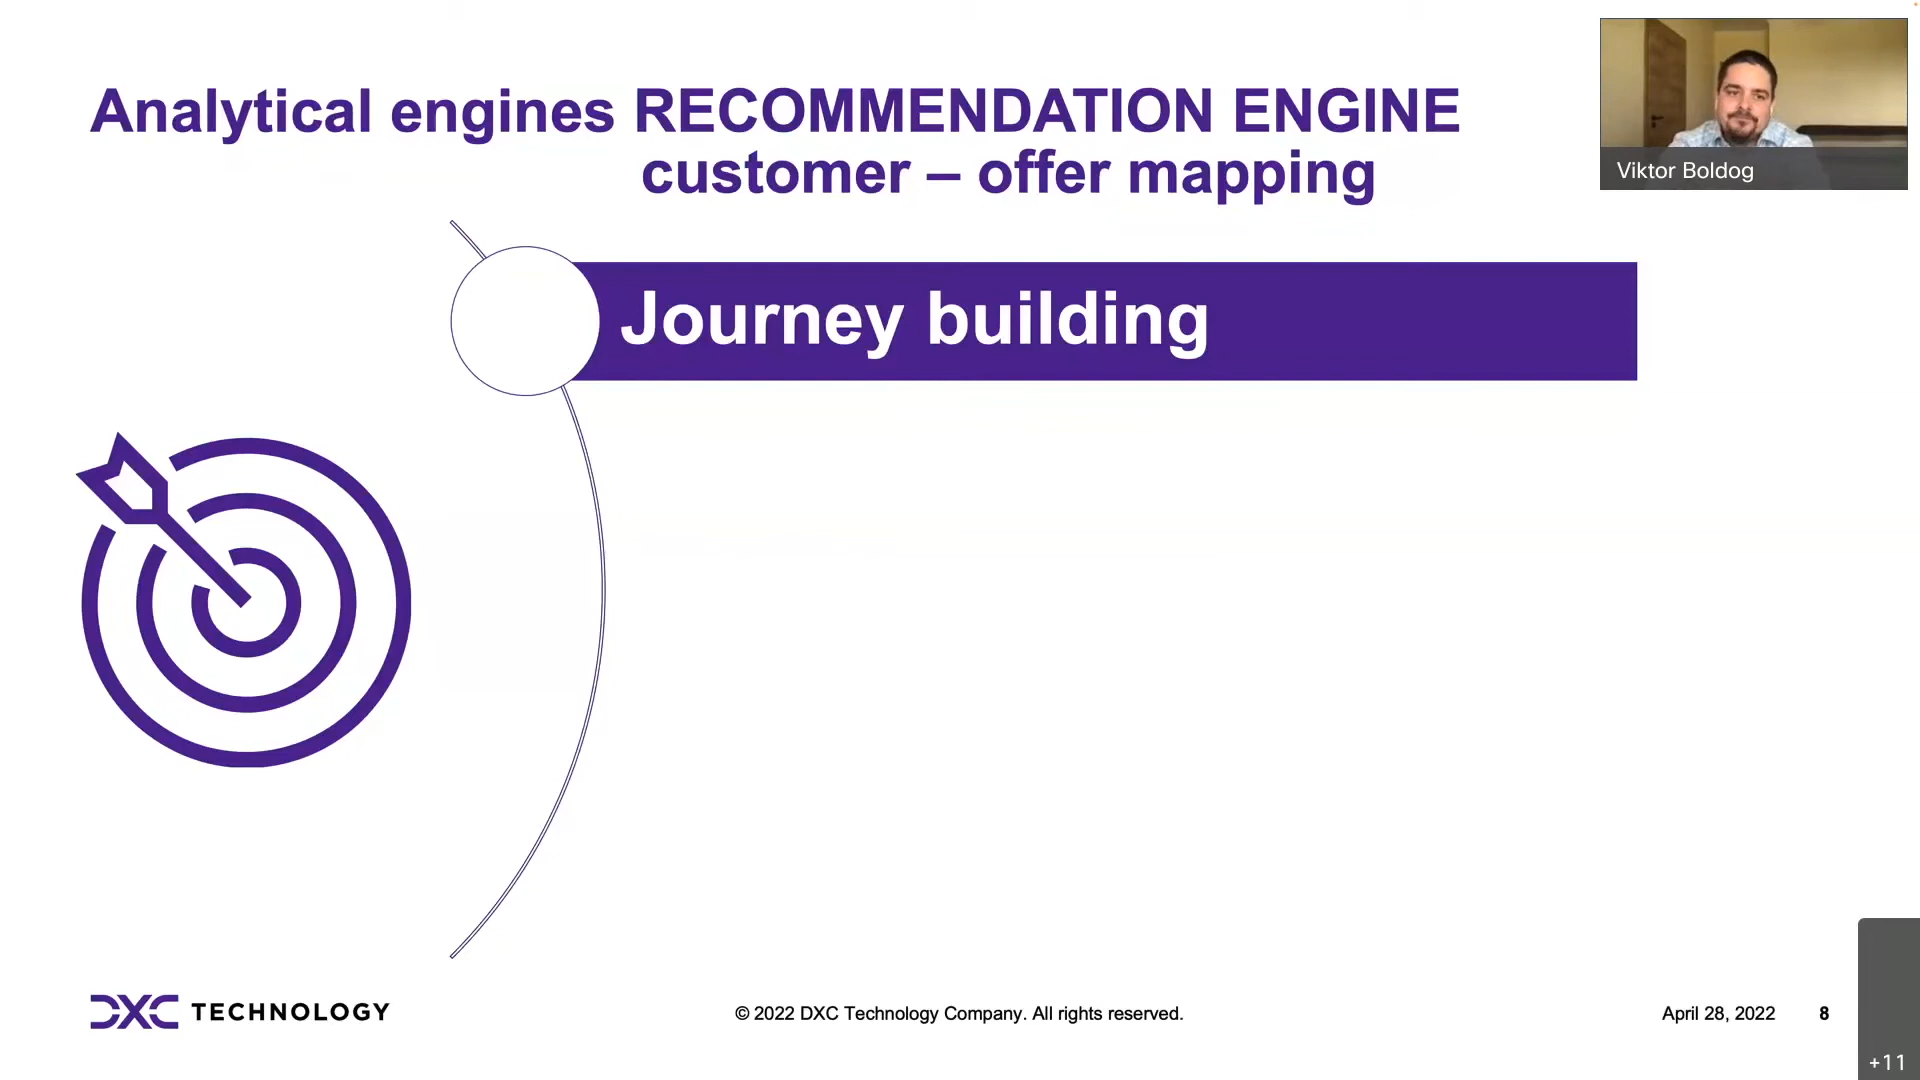 Analytical engines RECOMMENDATION ENGINE
customer – offer mapping
Viktor Boldog
Journey building
DXC TECHNOLOGY
© 2022 DXC Technology Company. All rights reserved.
April 28, 2022
8
+11